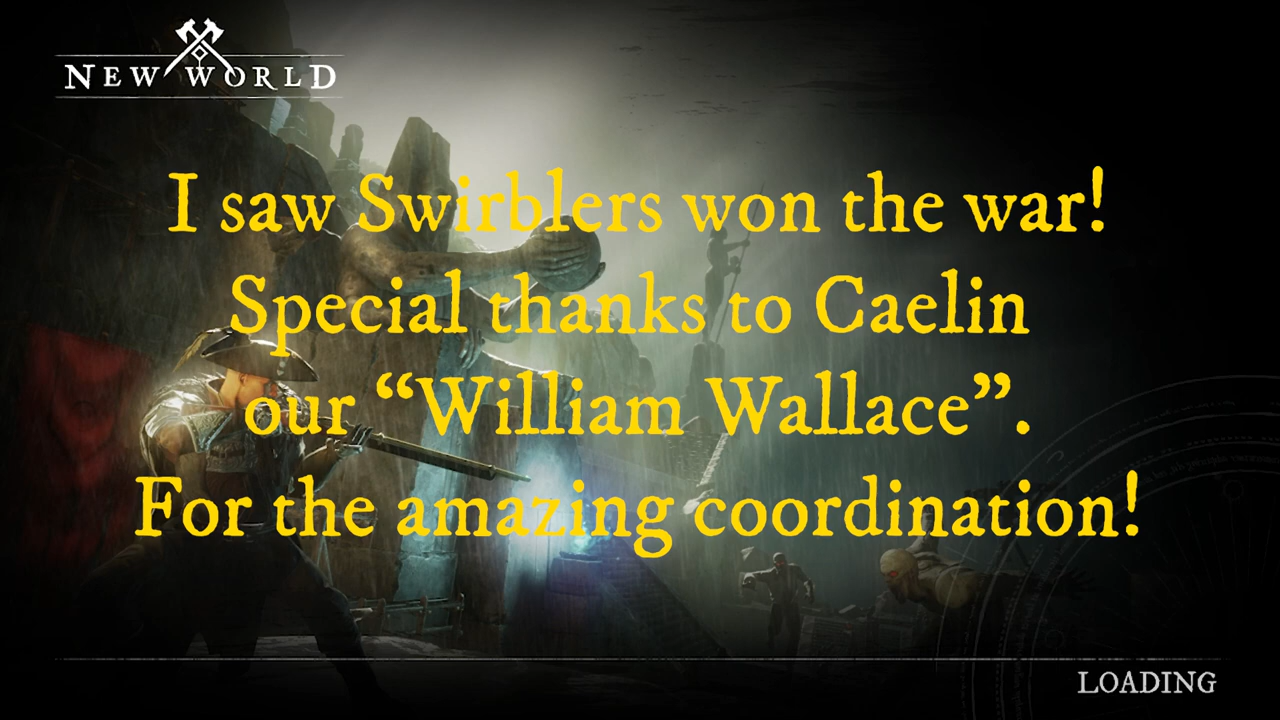 NEW WORLD
I saw Swirblers won the war!
Special thanks to Caelin
our “William Wallace”.
For the amazing coordination!
LOADING